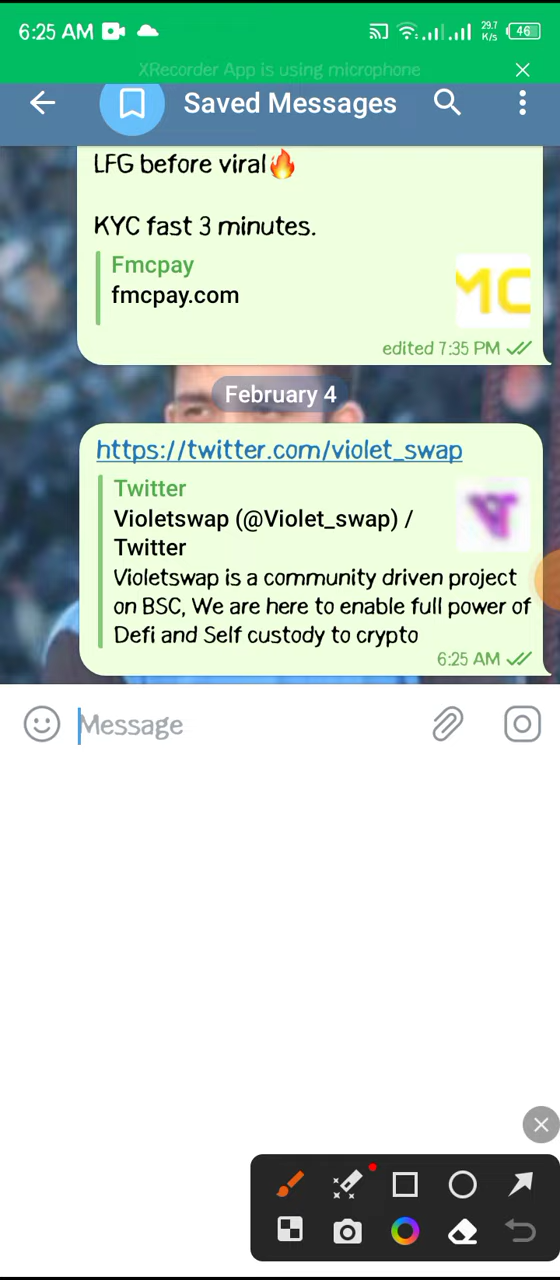 6:25 AM 29.7 K/s 46
XRecorder App is using microphone
Saved Messages
LFG before viral🔥
KYC fast 3 minutes.
Fmcpay
fmcpay.com
MC
edited 7:35 PM
February 4
https://twitter.com/violet_swap
Twitter
Violetswap (@Violet_swap) /
Twitter
Violetswap is a community driven project
on BSC, We are here to enable full power of
Defi and Self custody to crypto
6:25 AM
Message